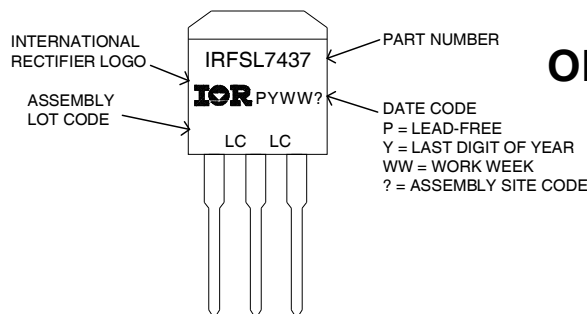 INTERNATIONAL
RECTIFIER LOGO
ASSEMBLY
LOT CODE
IRFSL7437
IOR PYWW?
LC LC
PART NUMBER
DATE CODE
P = LEAD-FREE
Y = LAST DIGIT OF YEAR
WW = WORK WEEK
? = ASSEMBLY SITE CODE